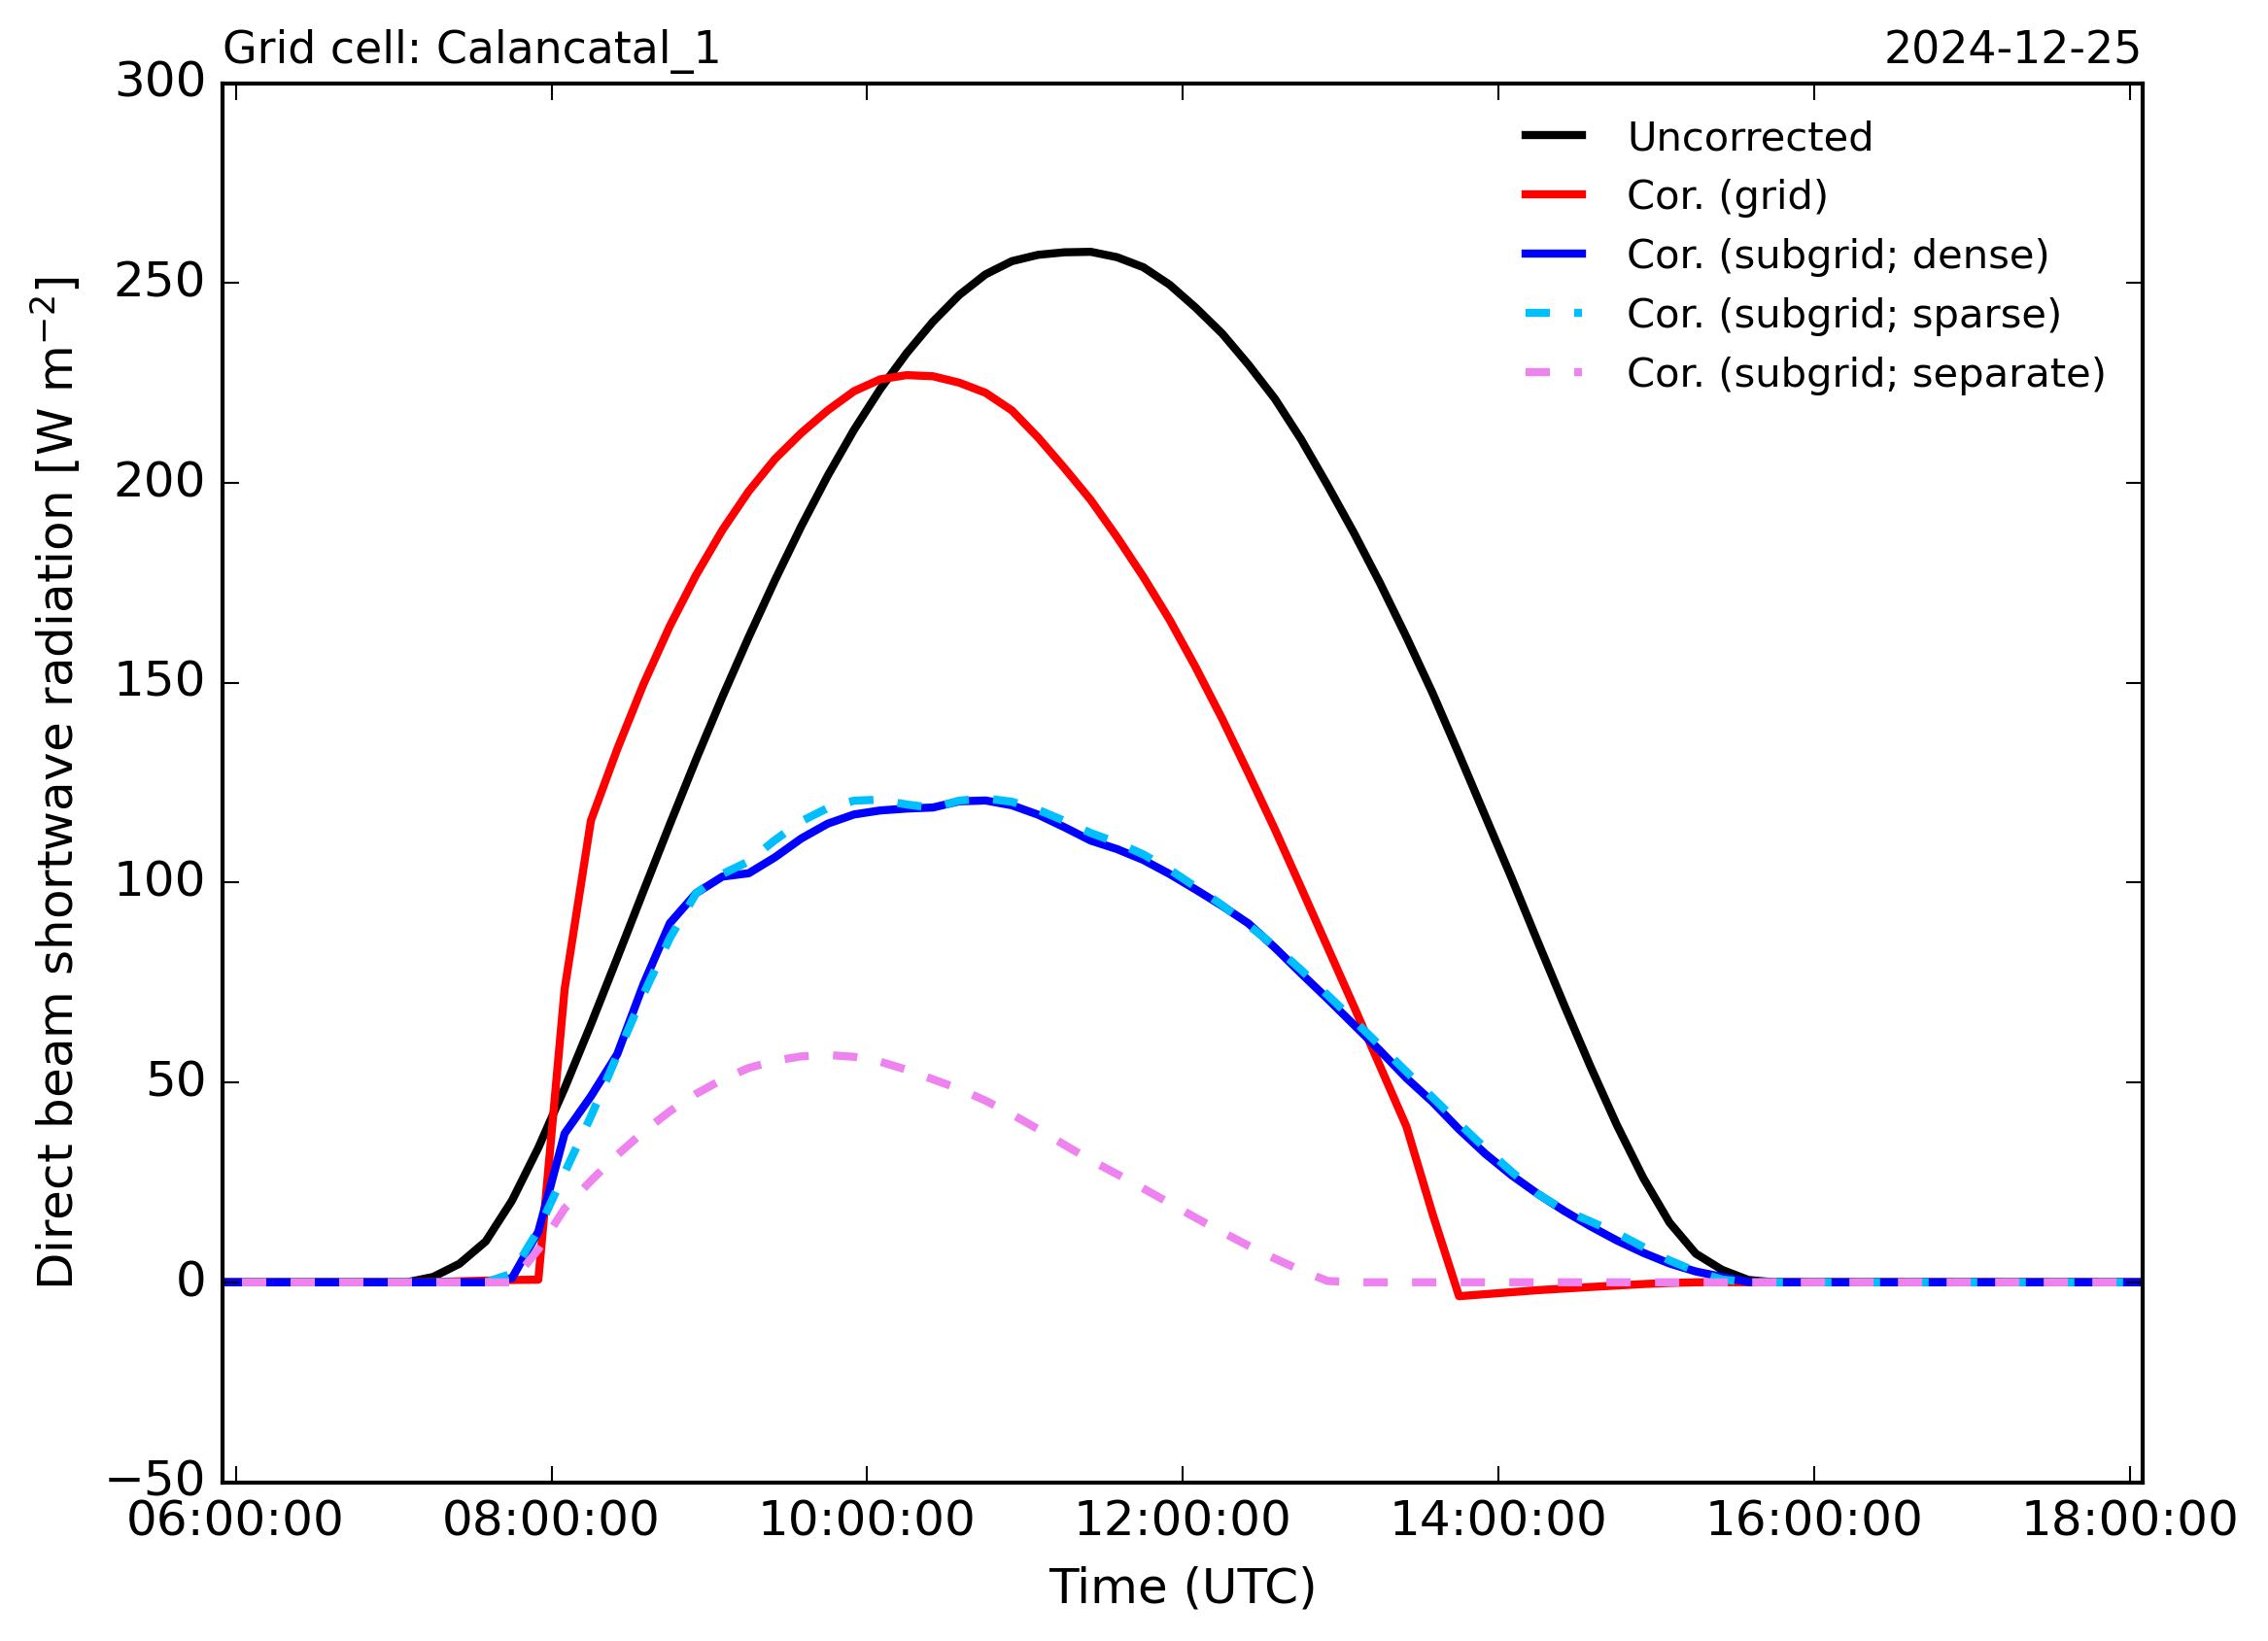 Grid cell: Calancatal_1
2024-12-25
300
250
200
150
100
50
0
−50
Direct beam shortwave radiation [W m⁻²]
Uncorrected
Cor. (grid)
Cor. (subgrid; dense)
Cor. (subgrid; sparse)
Cor. (subgrid; separate)
06:00:00 08:00:00 10:00:00 12:00:00 14:00:00 16:00:00 18:00:00
Time (UTC)